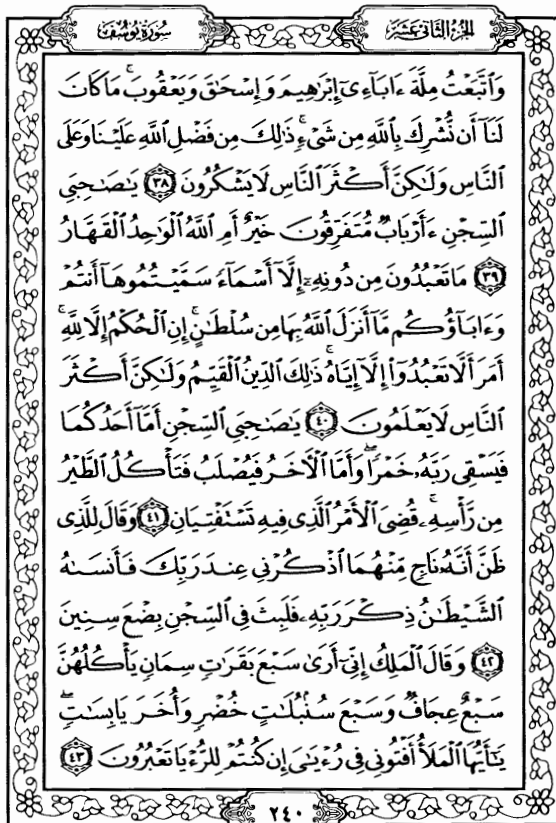 سُورَةُ يُوسُفَ
الجُزْءُ الثَّانِي عَشَرَ
وَٱتَّبَعْتُ مِلَّةَ ءَابَآءِىٓ إِبْرَٰهِيمَ وَإِسْحَٰقَ وَيَعْقُوبَۚ مَا كَانَ
لَنَآ أَن نُّشْرِكَ بِٱللَّهِ مِن شَىْءٍۚ ذَٰلِكَ مِن فَضْلِ ٱللَّهِ عَلَيْنَا وَعَلَى
ٱلنَّاسِ وَلَٰكِنَّ أَكْثَرَ ٱلنَّاسِ لَا يَشْكُرُونَ ٣٨ يَٰصَىٰحِبَىِ
ٱلسِّجْنِ ءَأَرْبَابٌ مُّتَفَرِّقُونَ خَيْرٌ أَمِ ٱللَّهُ ٱلْوَٰحِدُ ٱلْقَهَّارُ
٣٩ مَا تَعْبُدُونَ مِن دُونِهِۦٓ إِلَّآ أَسْمَآءً سَمَّيْتُمُوهَآ أَنتُمْ
وَءَابَآؤُكُم مَّآ أَنزَلَ ٱللَّهُ بِهَا مِن سُلْطَٰنٍۚ إِنِ ٱلْحُكْمُ إِلَّا لِلَّهِۚ
أَمَرَ أَلَّا تَعْبُدُوٓا۟ إِلَّآ إِيَّاهُۚ ذَٰلِكَ ٱلدِّينُ ٱلْقَيِّمُ وَلَٰكِنَّ أَكْثَرَ
ٱلنَّاسِ لَا يَعْلَمُونَ ٤٠ يَٰصَٰحِبَىِ ٱلسِّجْنِ أَمَّآ أَحَدُكُمَا
فَيَسْقِى رَبَّهُۥ خَمْرًاۖ وَأَمَّا ٱلْءَاخَرُ فَيُصْلَبُ فَتَأْكُلُ ٱلطَّيْرُ
مِن رَّأْسِهِۦۚ قُضِىَ ٱلْأَمْرُ ٱلَّذِى فِيهِ تَسْتَفْتِيَانِ ٤١ وَقَالَ لِلَّذِى
ظَنَّ أَنَّهُۥ نَاجٍ مِّنْهُمَا ٱذْكُرْنِى عِندَ رَبِّكَ فَأَنسَىٰهُ
ٱلشَّيْطَٰنُ ذِكْرَ رَبِّهِۦ فَلَبِثَ فِى ٱلسِّجْنِ بِضْعَ سِنِينَ
٤٢ وَقَالَ ٱلْمَلِكُ إِنِّىٓ أَرَىٰ سَبْعَ بَقَرَٰتٍ سِمَانٍ يَأْكُلُهُنَّ
سَبْعٌ عِجَافٌ وَسَبْعَ سُنۢبُلَٰتٍ خُضْرٍ وَأُخَرَ يَابِسَٰتٍۖ
يَٰٓأَيُّهَا ٱلْمَلَأُ أَفْتُونِى فِى رُءْيَٰىَ إِن كُنتُمْ لِلرُّءْيَا تَعْبُرُونَ ٤٣
٢٤٠